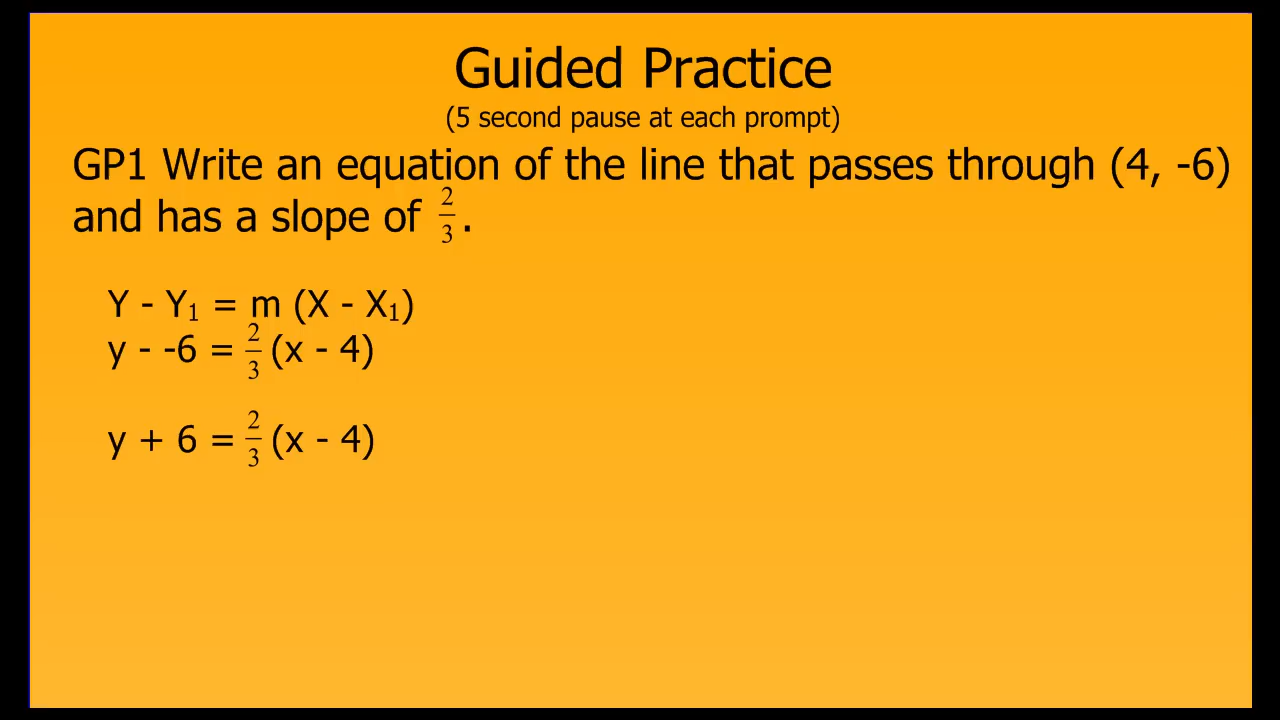 Guided Practice
(5 second pause at each prompt)
GP1 Write an equation of the line that passes through (4, -6)
and has a slope of 2/3.
Y - Y₁ = m (X - X₁)
y - -6 = 2/3 (x - 4)
y + 6 = 2/3 (x - 4)